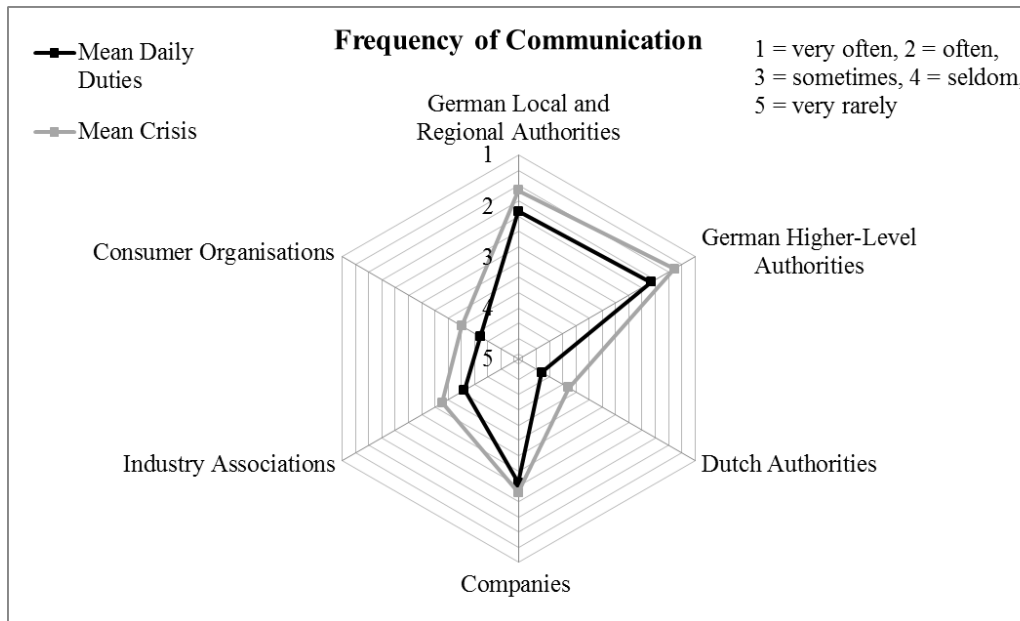 Frequency of Communication
Mean Daily
Duties
Mean Crisis
1 = very often, 2 = often,
3 = sometimes, 4 = seldom,
5 = very rarely
German Local and
Regional Authorities
1
2
3
4
5
German Higher-Level
Authorities
Consumer Organisations
Industry Associations
Dutch Authorities
Companies